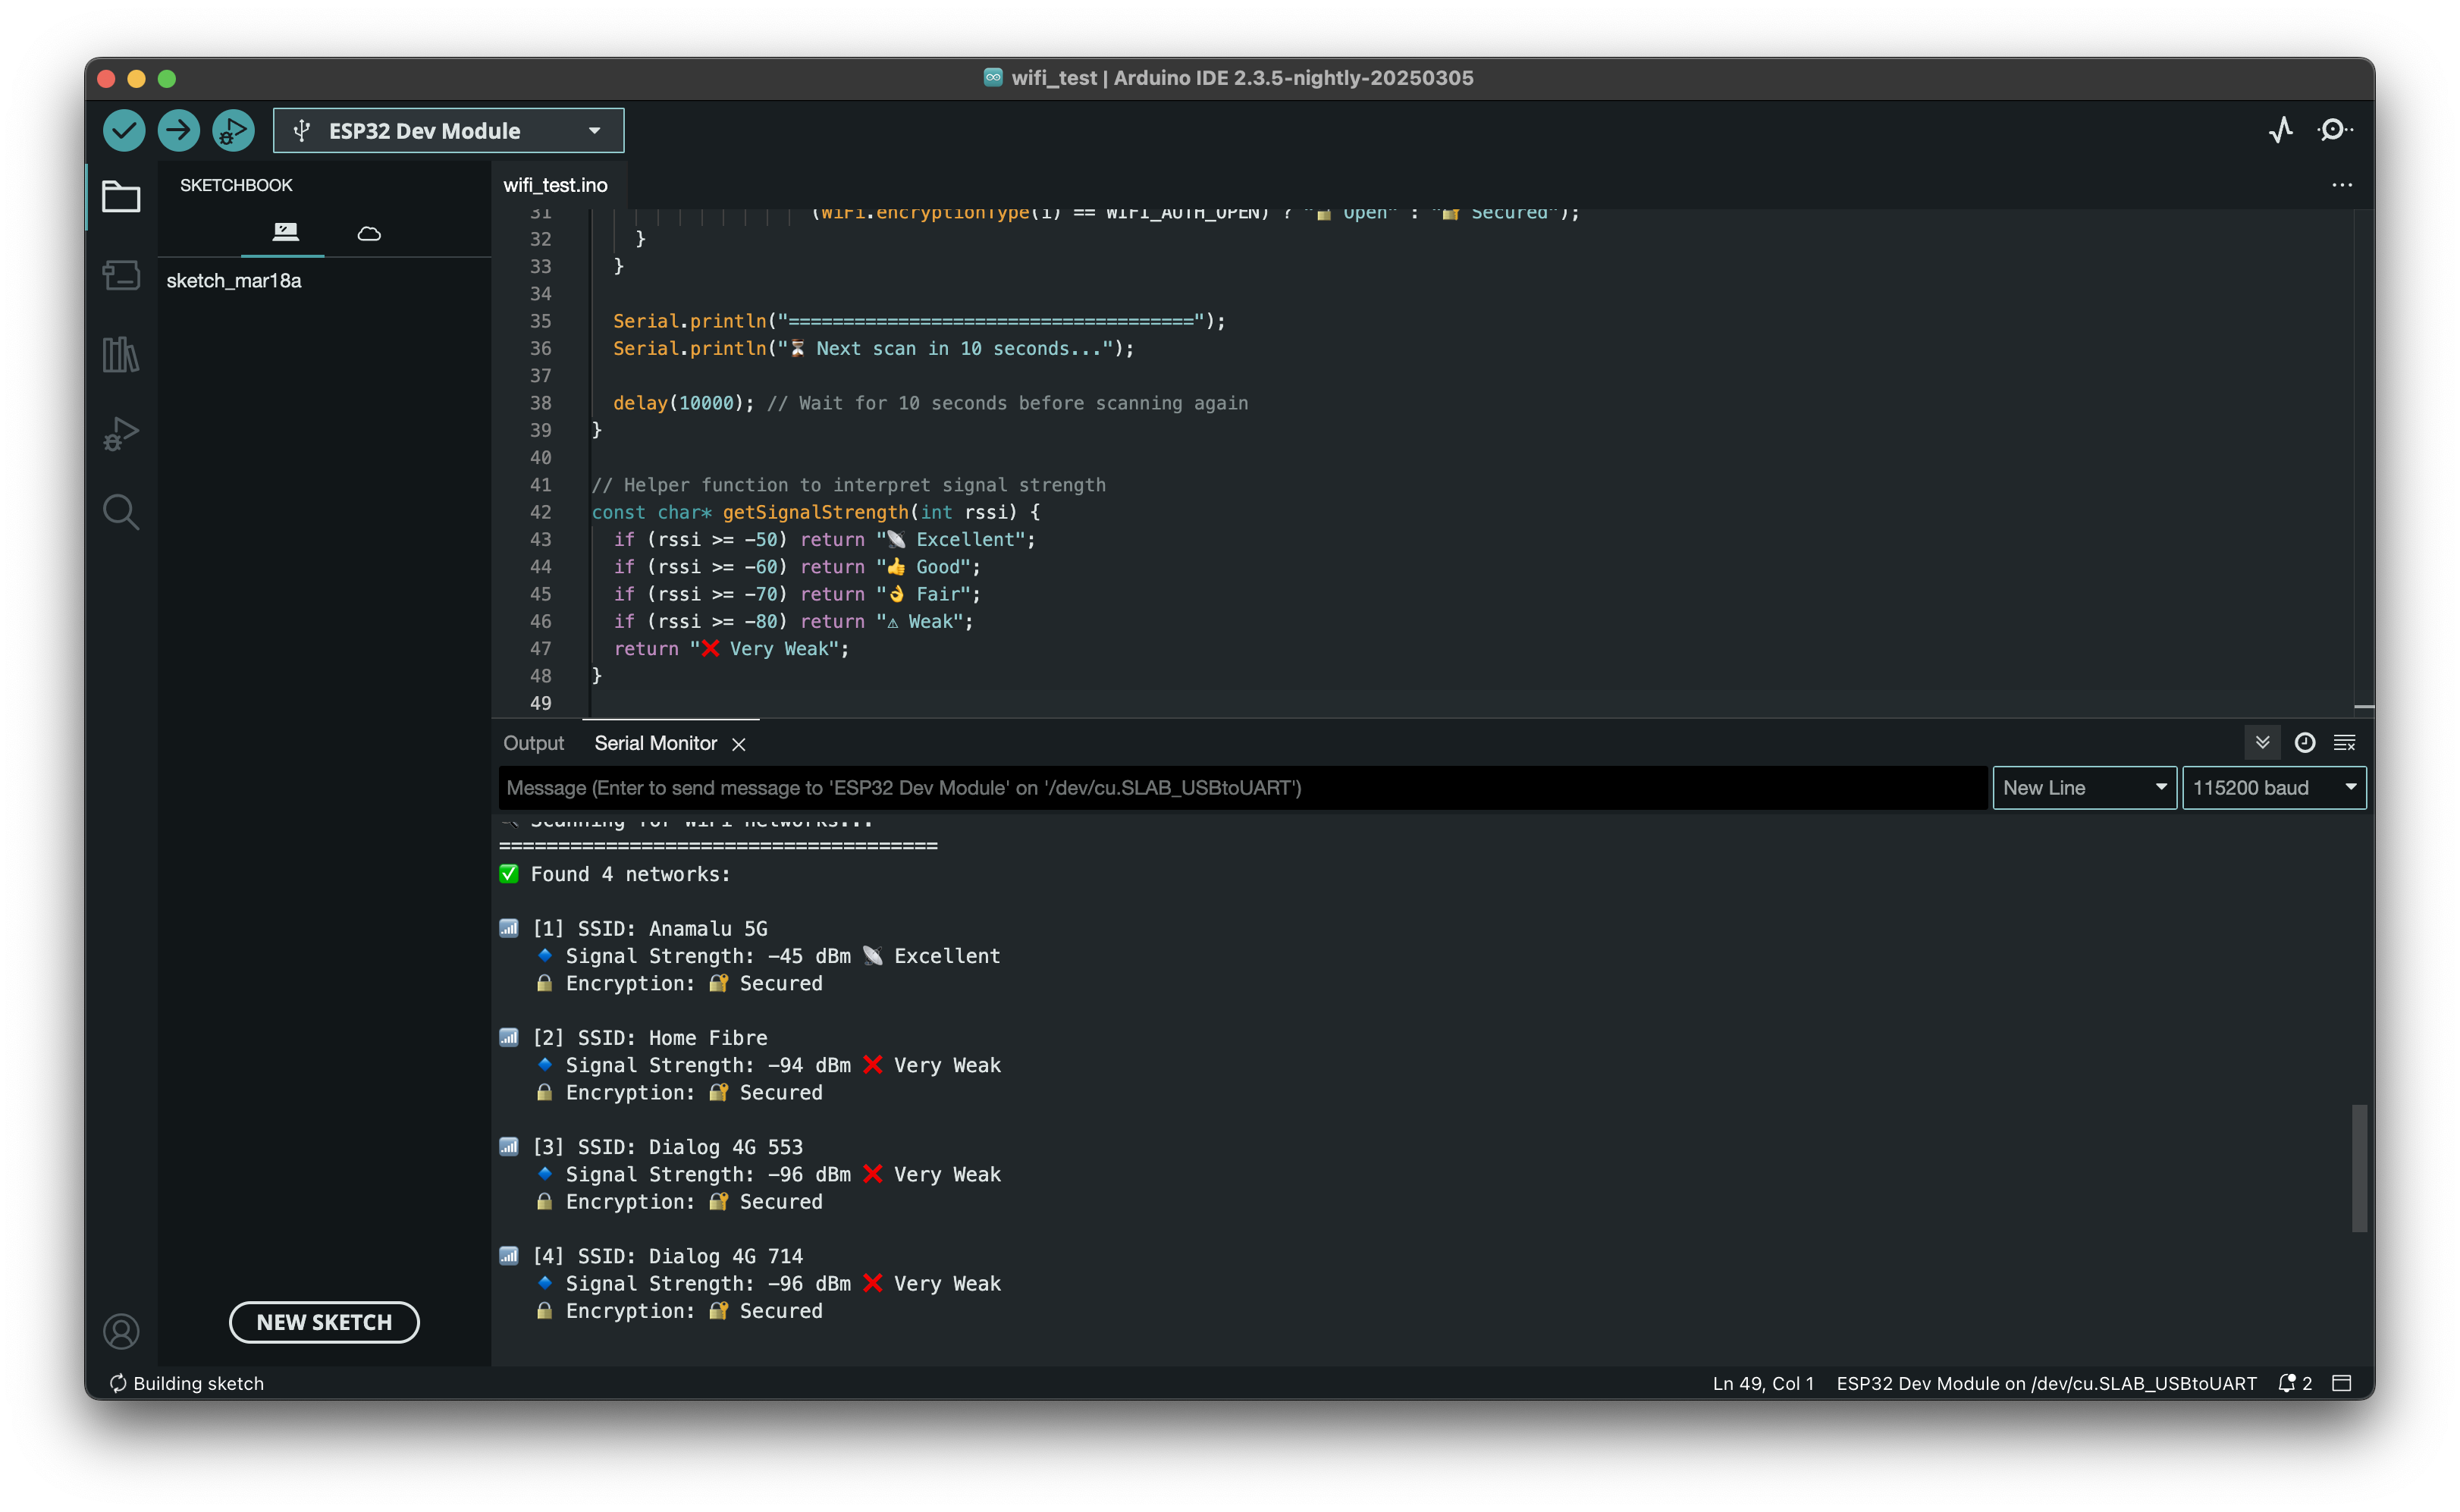 wifi_test | Arduino IDE 2.3.5-nightly-20250305
ESP32 Dev Module
SKETCHBOOK
sketch_mar18a
NEW SKETCH
wifi_test.ino
31 (WiFi.encryptionType(i) == WIFI_AUTH_OPEN) ? "🔓 Open" : "🔐 Secured");
32 }
33 }
34
35 Serial.println("=====================================");
36 Serial.println("⏳ Next scan in 10 seconds...");
37
38 delay(10000); // Wait for 10 seconds before scanning again
39 }
40
41 // Helper function to interpret signal strength
42 const char* getSignalStrength(int rssi) {
43 if (rssi >= -50) return "📡 Excellent";
44 if (rssi >= -60) return "👍 Good";
45 if (rssi >= -70) return "👌 Fair";
46 if (rssi >= -80) return "⚠ Weak";
47 return "❌ Very Weak";
48 }
49
Output Serial Monitor
Message (Enter to send message to 'ESP32 Dev Module' on '/dev/cu.SLAB_USBtoUART') New Line 115200 baud
Scanning for WiFi networks...
=====================================
✅ Found 4 networks:
📶 [1] SSID: Anamalu 5G
🔹 Signal Strength: -45 dBm 📡 Excellent
🔒 Encryption: 🔐 Secured
📶 [2] SSID: Home Fibre
🔹 Signal Strength: -94 dBm ❌ Very Weak
🔒 Encryption: 🔐 Secured
📶 [3] SSID: Dialog 4G 553
🔹 Signal Strength: -96 dBm ❌ Very Weak
🔒 Encryption: 🔐 Secured
📶 [4] SSID: Dialog 4G 714
🔹 Signal Strength: -96 dBm ❌ Very Weak
🔒 Encryption: 🔐 Secured
Building sketch Ln 49, Col 1 ESP32 Dev Module on /dev/cu.SLAB_USBtoUART 2